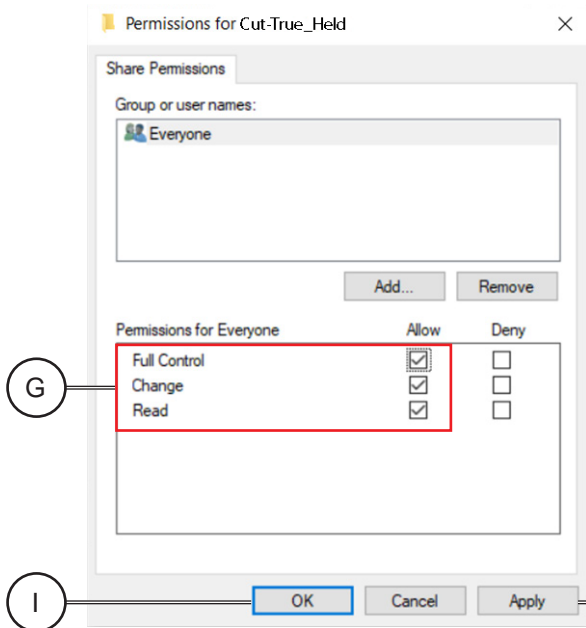 Permissions for Cut-True_Held
Share Permissions
Group or user names:
Everyone
Add... Remove
Permissions for Everyone Allow Deny
Full Control
G Change
Read
I OK Cancel Apply